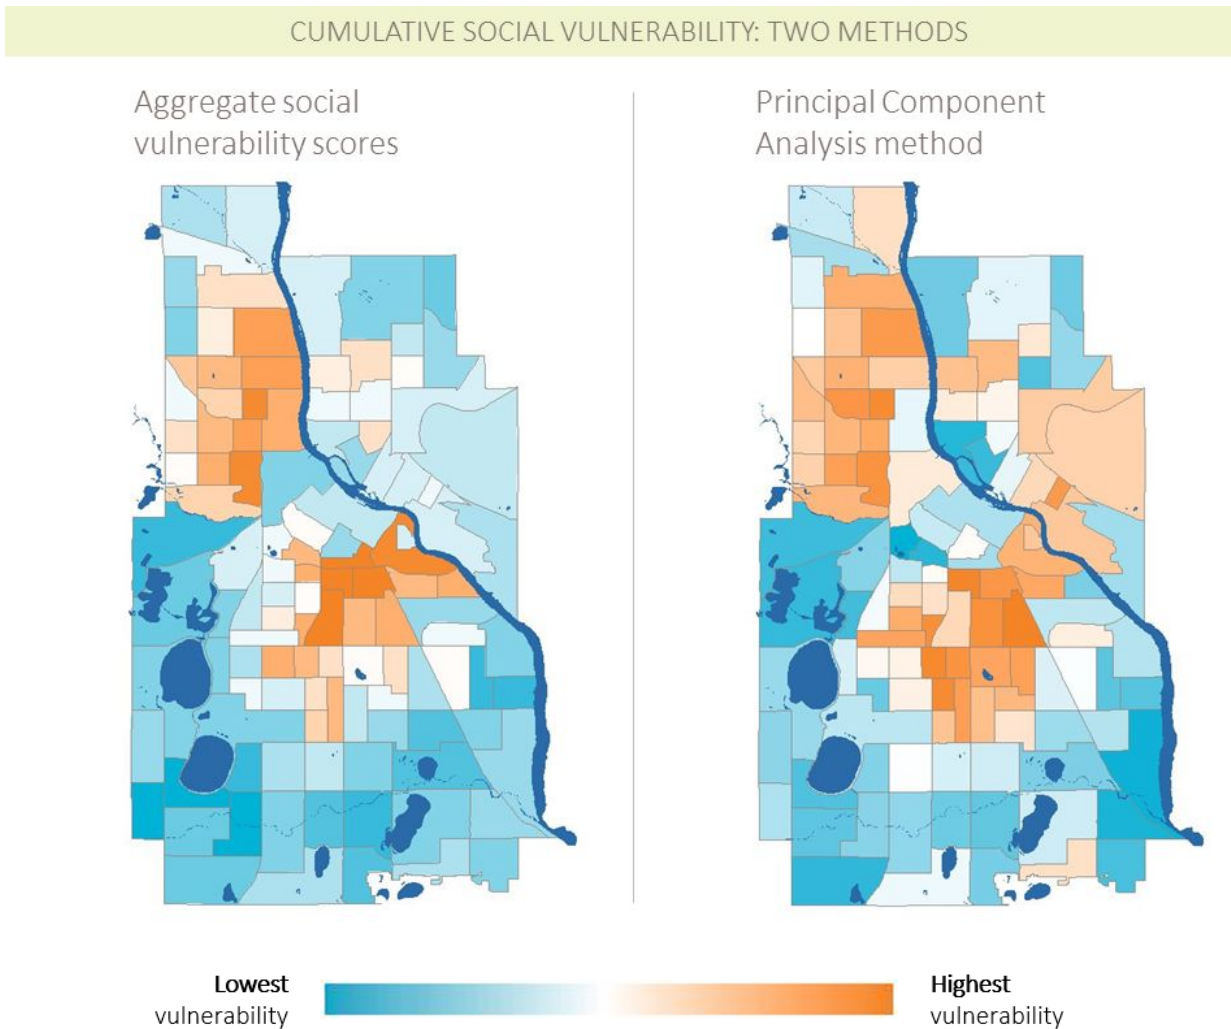 CUMULATIVE SOCIAL VULNERABILITY: TWO METHODS
Aggregate social
vulnerability scores
Principal Component
Analysis method
Lowest
vulnerability
Highest
vulnerability